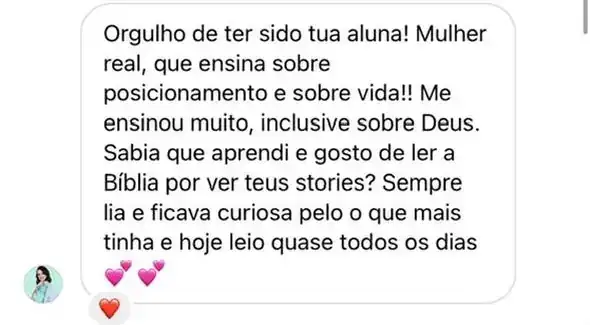 Orgulho de ter sido tua aluna! Mulher
real, que ensina sobre
posicionamento e sobre vida!! Me
ensinou muito, inclusive sobre Deus.
Sabia que aprendi e gosto de ler a
Bíblia por ver teus stories? Sempre
lia e ficava curiosa pelo o que mais
tinha e hoje leio quase todos os dias
💕 💕
❤️